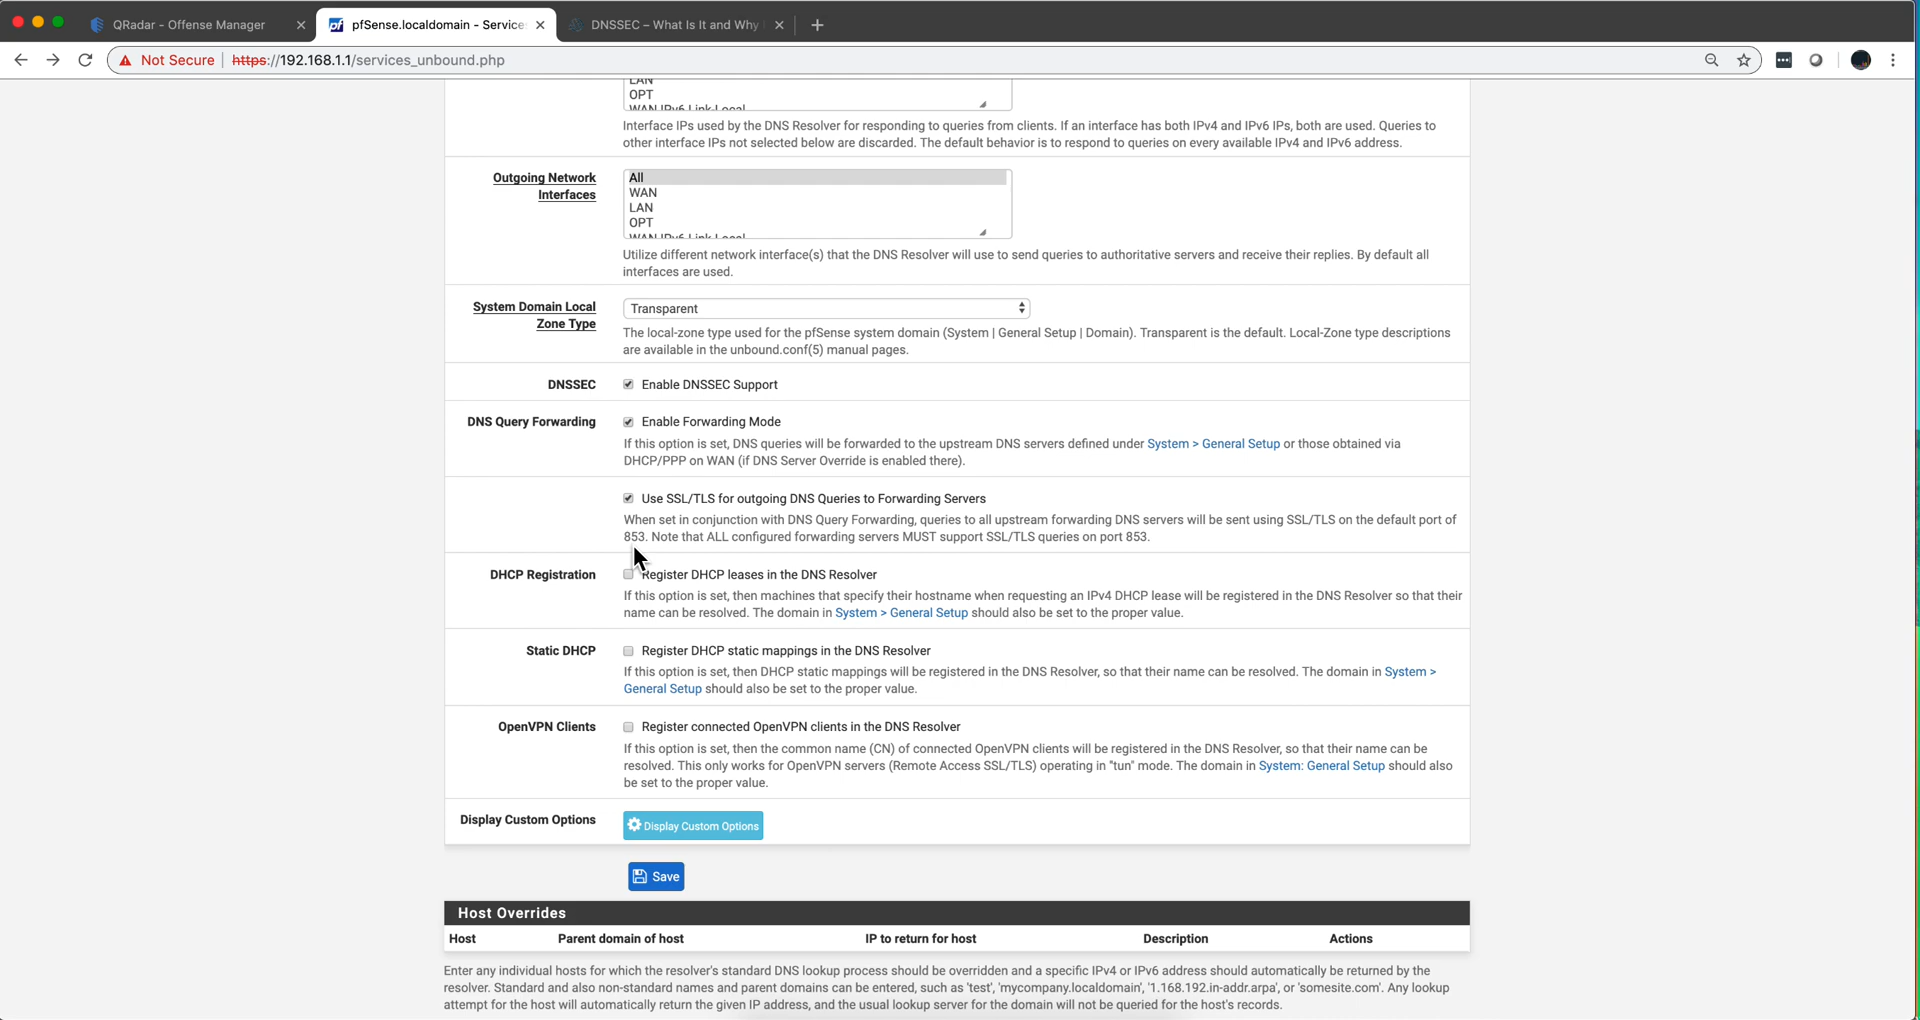 QRadar - Offense Manager
pfSense.localdomain - Service
DNSSEC – What Is It and Why
Not Secure | https://192.168.1.1/services_unbound.php
LAN
OPT
WAN IPv6 Link-Local
Interface IPs used by the DNS Resolver for responding to queries from clients. If an interface has both IPv4 and IPv6 IPs, both are used. Queries to
other interface IPs not selected below are discarded. The default behavior is to respond to queries on every available IPv4 and IPv6 address.
Outgoing Network
Interfaces
All
WAN
LAN
OPT
WAN IPv6 Link-Local
Utilize different network interface(s) that the DNS Resolver will use to send queries to authoritative servers and receive their replies. By default all
interfaces are used.
System Domain Local
Zone Type
Transparent
The local-zone type used for the pfSense system domain (System | General Setup | Domain). Transparent is the default. Local-Zone type descriptions
are available in the unbound.conf(5) manual pages.
DNSSEC
Enable DNSSEC Support
DNS Query Forwarding
Enable Forwarding Mode
If this option is set, DNS queries will be forwarded to the upstream DNS servers defined under System > General Setup or those obtained via
DHCP/PPP on WAN (if DNS Server Override is enabled there).
Use SSL/TLS for outgoing DNS Queries to Forwarding Servers
When set in conjunction with DNS Query Forwarding, queries to all upstream forwarding DNS servers will be sent using SSL/TLS on the default port of
853. Note that ALL configured forwarding servers MUST support SSL/TLS queries on port 853.
DHCP Registration
Register DHCP leases in the DNS Resolver
If this option is set, then machines that specify their hostname when requesting an IPv4 DHCP lease will be registered in the DNS Resolver so that their
name can be resolved. The domain in System > General Setup should also be set to the proper value.
Static DHCP
Register DHCP static mappings in the DNS Resolver
If this option is set, then DHCP static mappings will be registered in the DNS Resolver, so that their name can be resolved. The domain in System >
General Setup should also be set to the proper value.
OpenVPN Clients
Register connected OpenVPN clients in the DNS Resolver
If this option is set, then the common name (CN) of connected OpenVPN clients will be registered in the DNS Resolver, so that their name can be
resolved. This only works for OpenVPN servers (Remote Access SSL/TLS) operating in "tun" mode. The domain in System: General Setup should also
be set to the proper value.
Display Custom Options
Display Custom Options
Save
Host Overrides
Host Parent domain of host IP to return for host Description Actions
Enter any individual hosts for which the resolver's standard DNS lookup process should be overridden and a specific IPv4 or IPv6 address should automatically be returned by the
resolver. Standard and also non-standard names and parent domains can be entered, such as 'test', 'mycompany.localdomain', '1.168.192.in-addr.arpa', or 'somesite.com'. Any lookup
attempt for the host will automatically return the given IP address, and the usual lookup server for the domain will not be queried for the host's records.